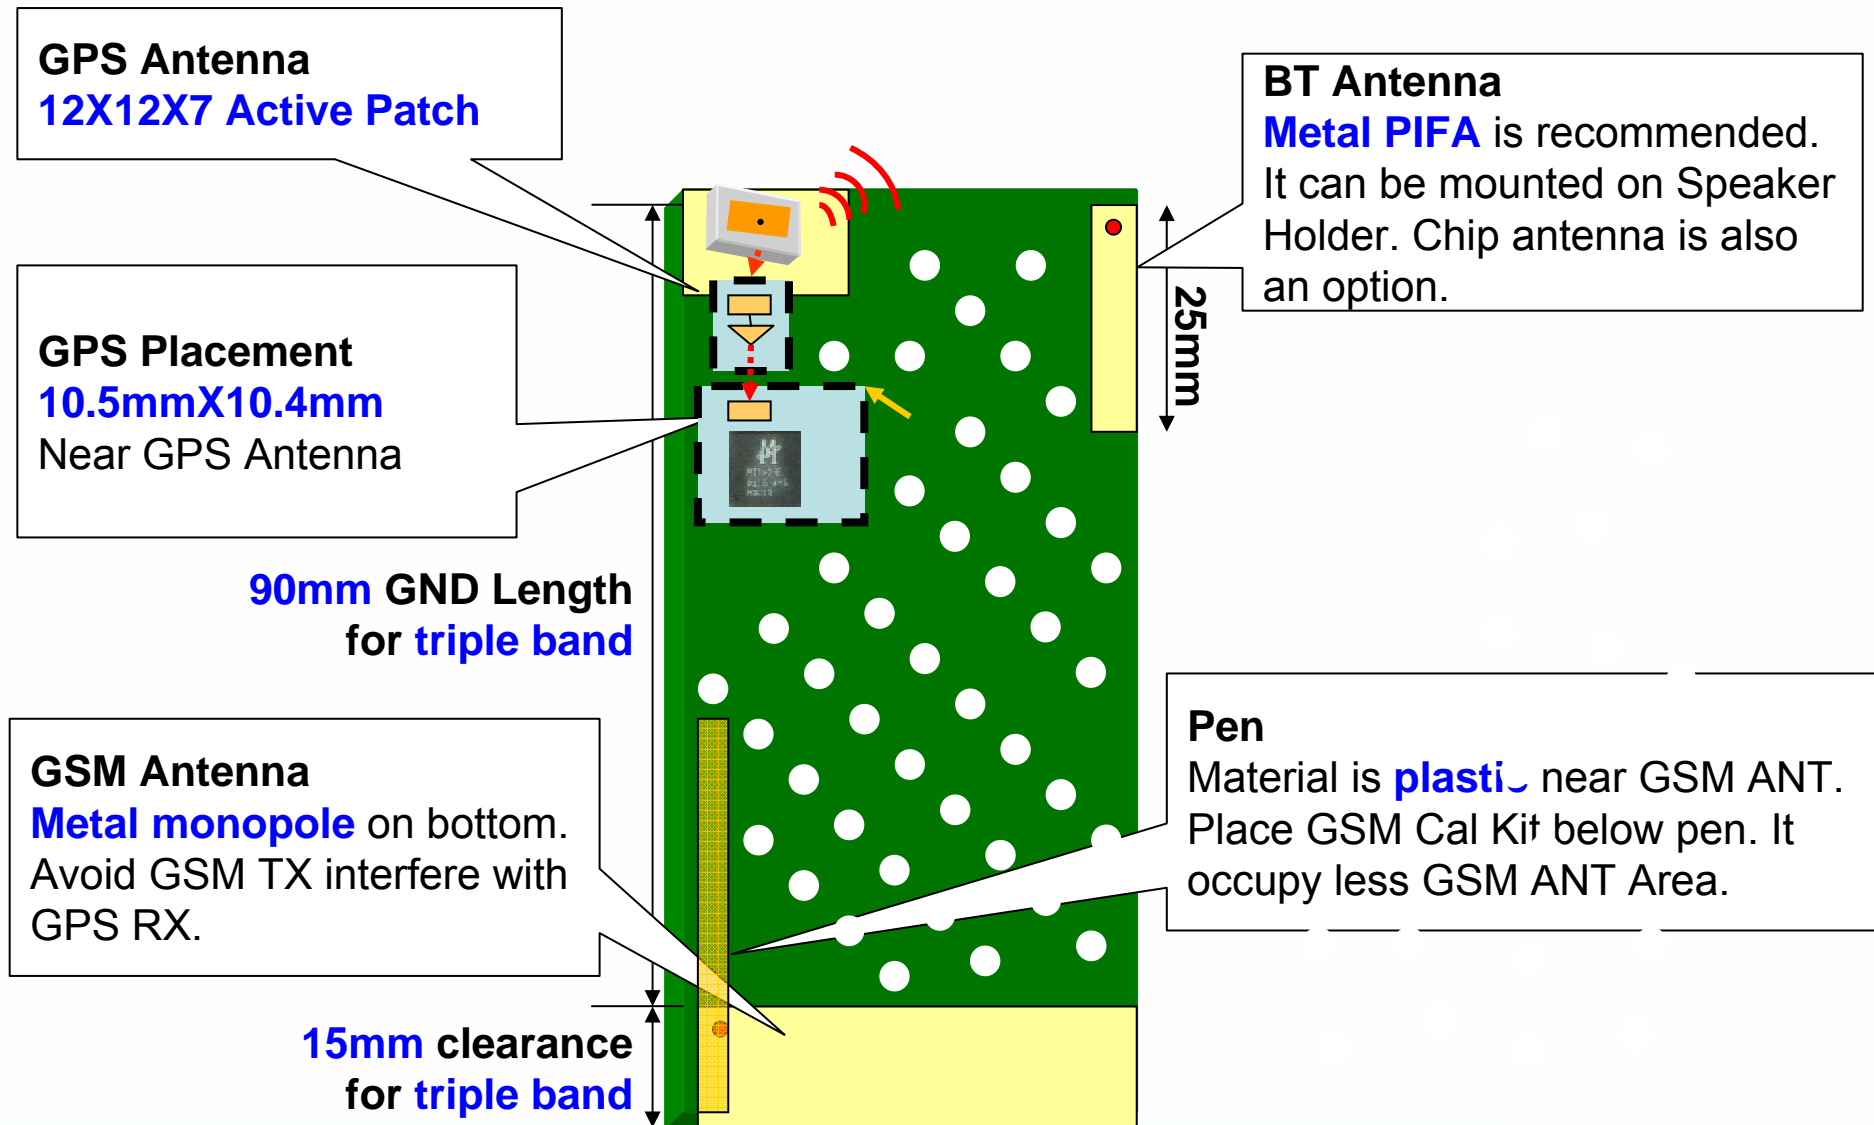 GPS Antenna
12X12X7 Active Patch
BT Antenna
Metal PIFA is recommended.
It can be mounted on Speaker
Holder. Chip antenna is also
an option.
25mm
GPS Placement
10.5mmX10.4mm
Near GPS Antenna
90mm GND Length
for triple band
GSM Antenna
Metal monopole on bottom.
Avoid GSM TX interfere with
GPS RX.
Pen
Material is plastic near GSM ANT.
Place GSM Cal Kit below pen. It
occupy less GSM ANT Area.
15mm clearance
for triple band